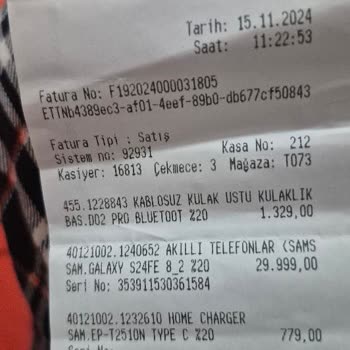 Tarih: 15.11.2024
Saat: 11:22:53
Fatura No: F192024000031805
ETTNb4389ec3-af01-4eef-89b0-db677cf50843
Fatura Tipi : Satış
Sistem no: 92931 Kasa No: 212
Kasiyer: 16813 Çekmece: 3 Mağaza: T073
455.1228843 KABLOSUZ KULAK USTU KULAKLIK
BAS.D02 PRO BLUETOOT %20 1.329,00
40121002.1240652 AKILLI TELEFONLAR (SAMS
SAM.GALAXY S24FE 8_2 %20 29.999,00
Seri No: 353911530361584
40121002.1232610 HOME CHARGER
SAM.EP-T2510N TYPE C %20 779,00